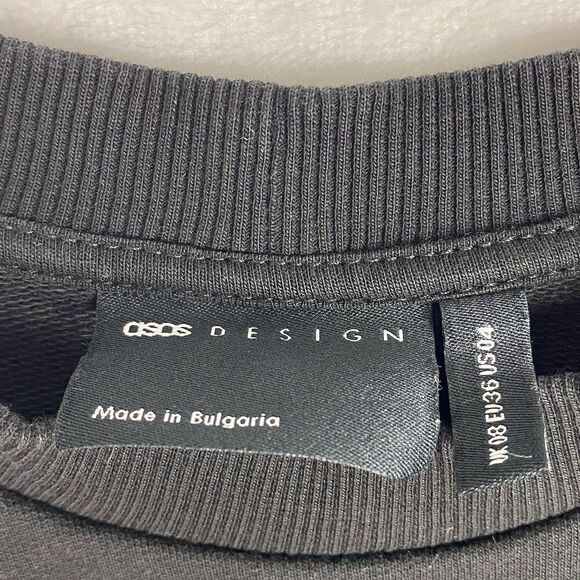 asos DESIGN
Made in Bulgaria
UK08 EU36 US04